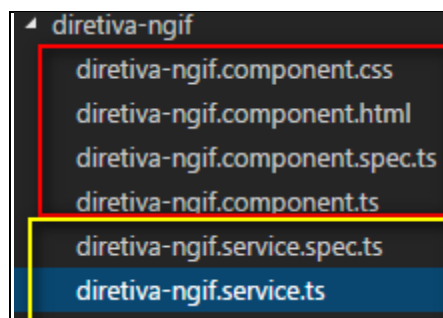 diretiva-ngif
diretiva-ngif.component.css
diretiva-ngif.component.html
diretiva-ngif.component.spec.ts
diretiva-ngif.component.ts
diretiva-ngif.service.spec.ts
diretiva-ngif.service.ts